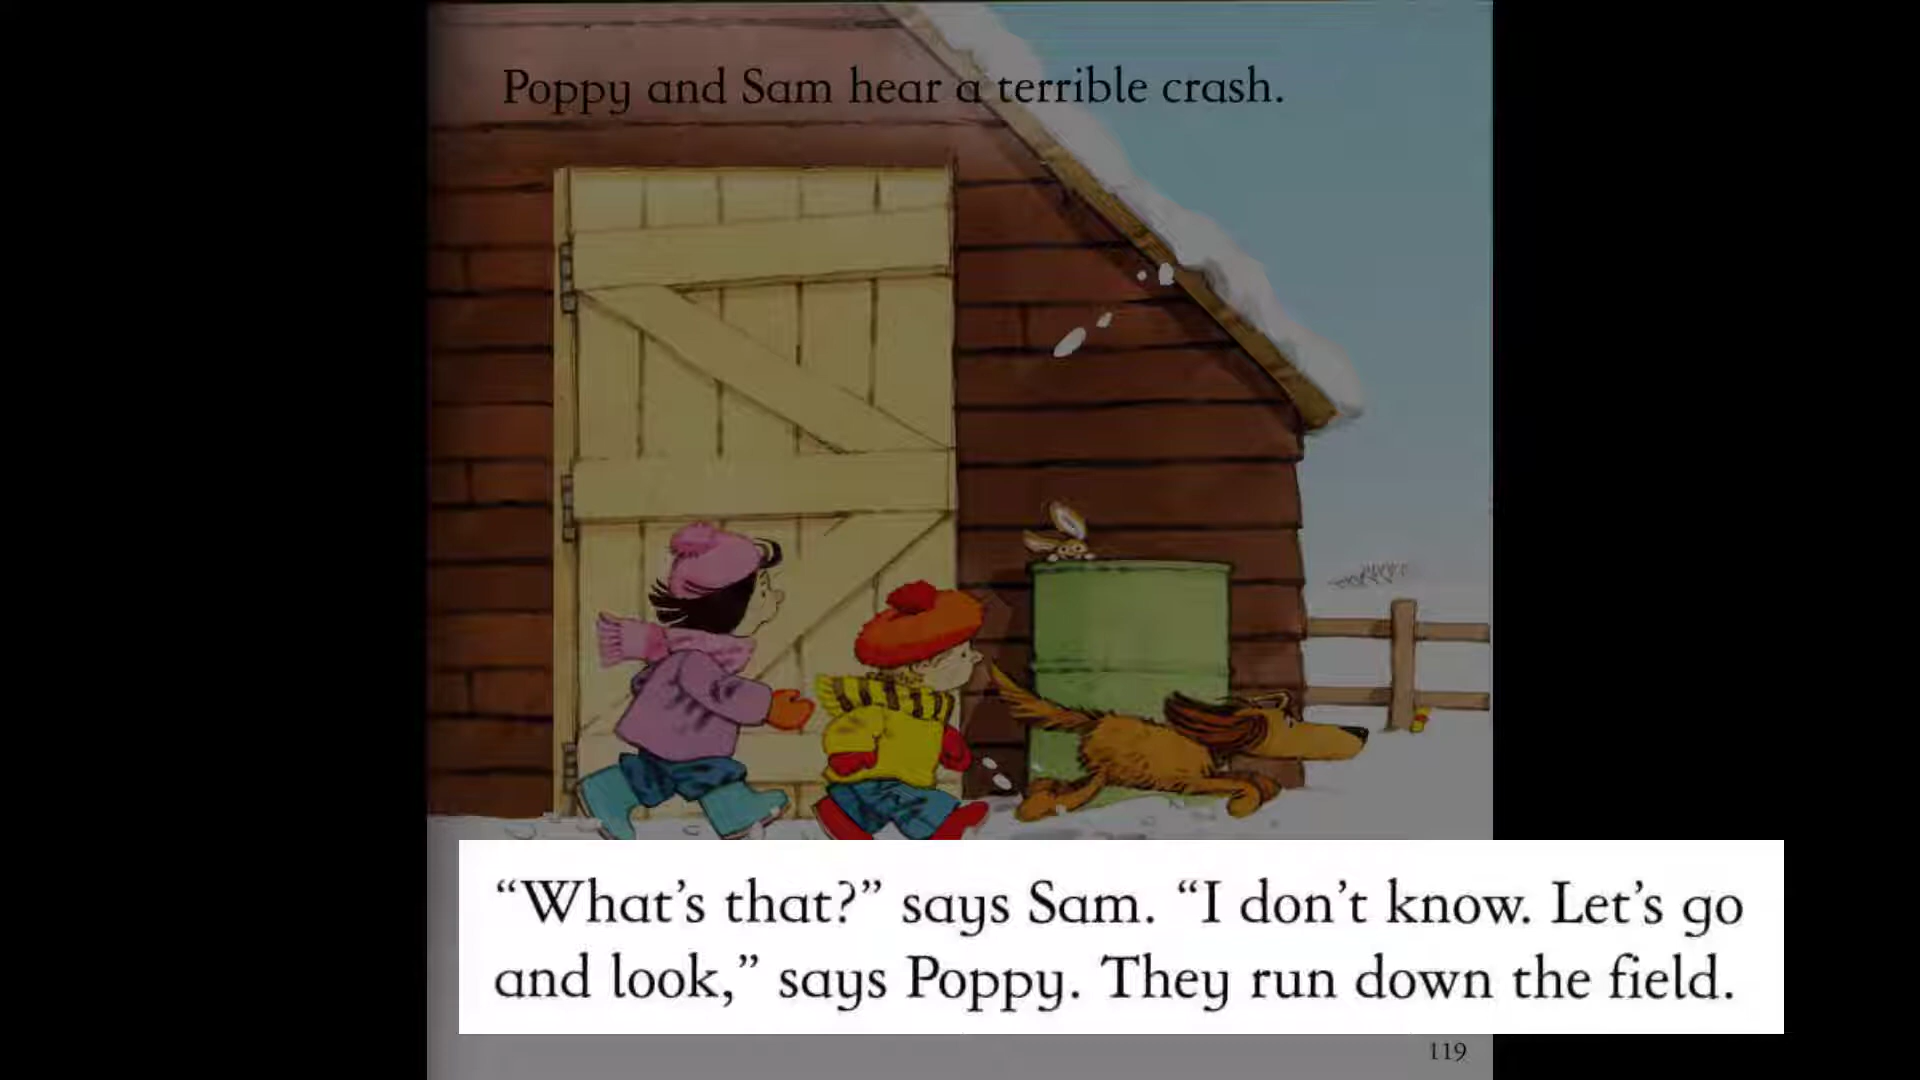 Poppy and Sam hear a terrible crash.
“What’s that?” says Sam. “I don’t know. Let’s go
and look,” says Poppy. They run down the field.
119